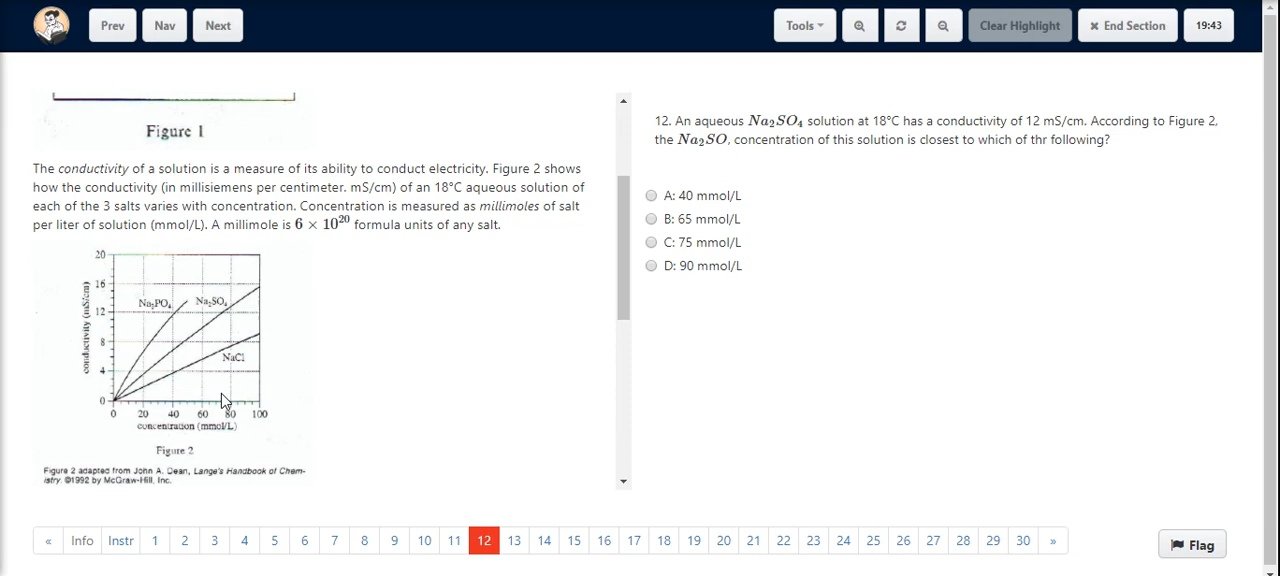 Prev
Nav
Next
Tools
Clear Highlight
✖ End Section
19:43
Figure 1
The conductivity of a solution is a measure of its ability to conduct electricity. Figure 2 shows
how the conductivity (in millisiemens per centimeter. mS/cm) of an 18°C aqueous solution of
each of the 3 salts varies with concentration. Concentration is measured as millimoles of salt
per liter of solution (mmol/L). A millimole is 6 × 10²⁰ formula units of any salt.
20
16
12
8
4
0
conductivity (mS/cm)
Na₃PO₄
Na₂SO₄
NaCl
0 20 40 60 80 100
concentration (mmol/L)
Figure 2
Figure 2 adapted from John A. Dean, Lange's Handbook of Chem-
istry. ©1992 by McGraw-Hill, Inc.
12. An aqueous Na₂SO₄ solution at 18°C has a conductivity of 12 mS/cm. According to Figure 2,
the Na₂SO, concentration of this solution is closest to which of thr following?
A: 40 mmol/L
B: 65 mmol/L
C: 75 mmol/L
D: 90 mmol/L
« Info Instr 1 2 3 4 5 6 7 8 9 10 11 12 13 14 15 16 17 18 19 20 21 22 23 24 25 26 27 28 29 30 »
Flag